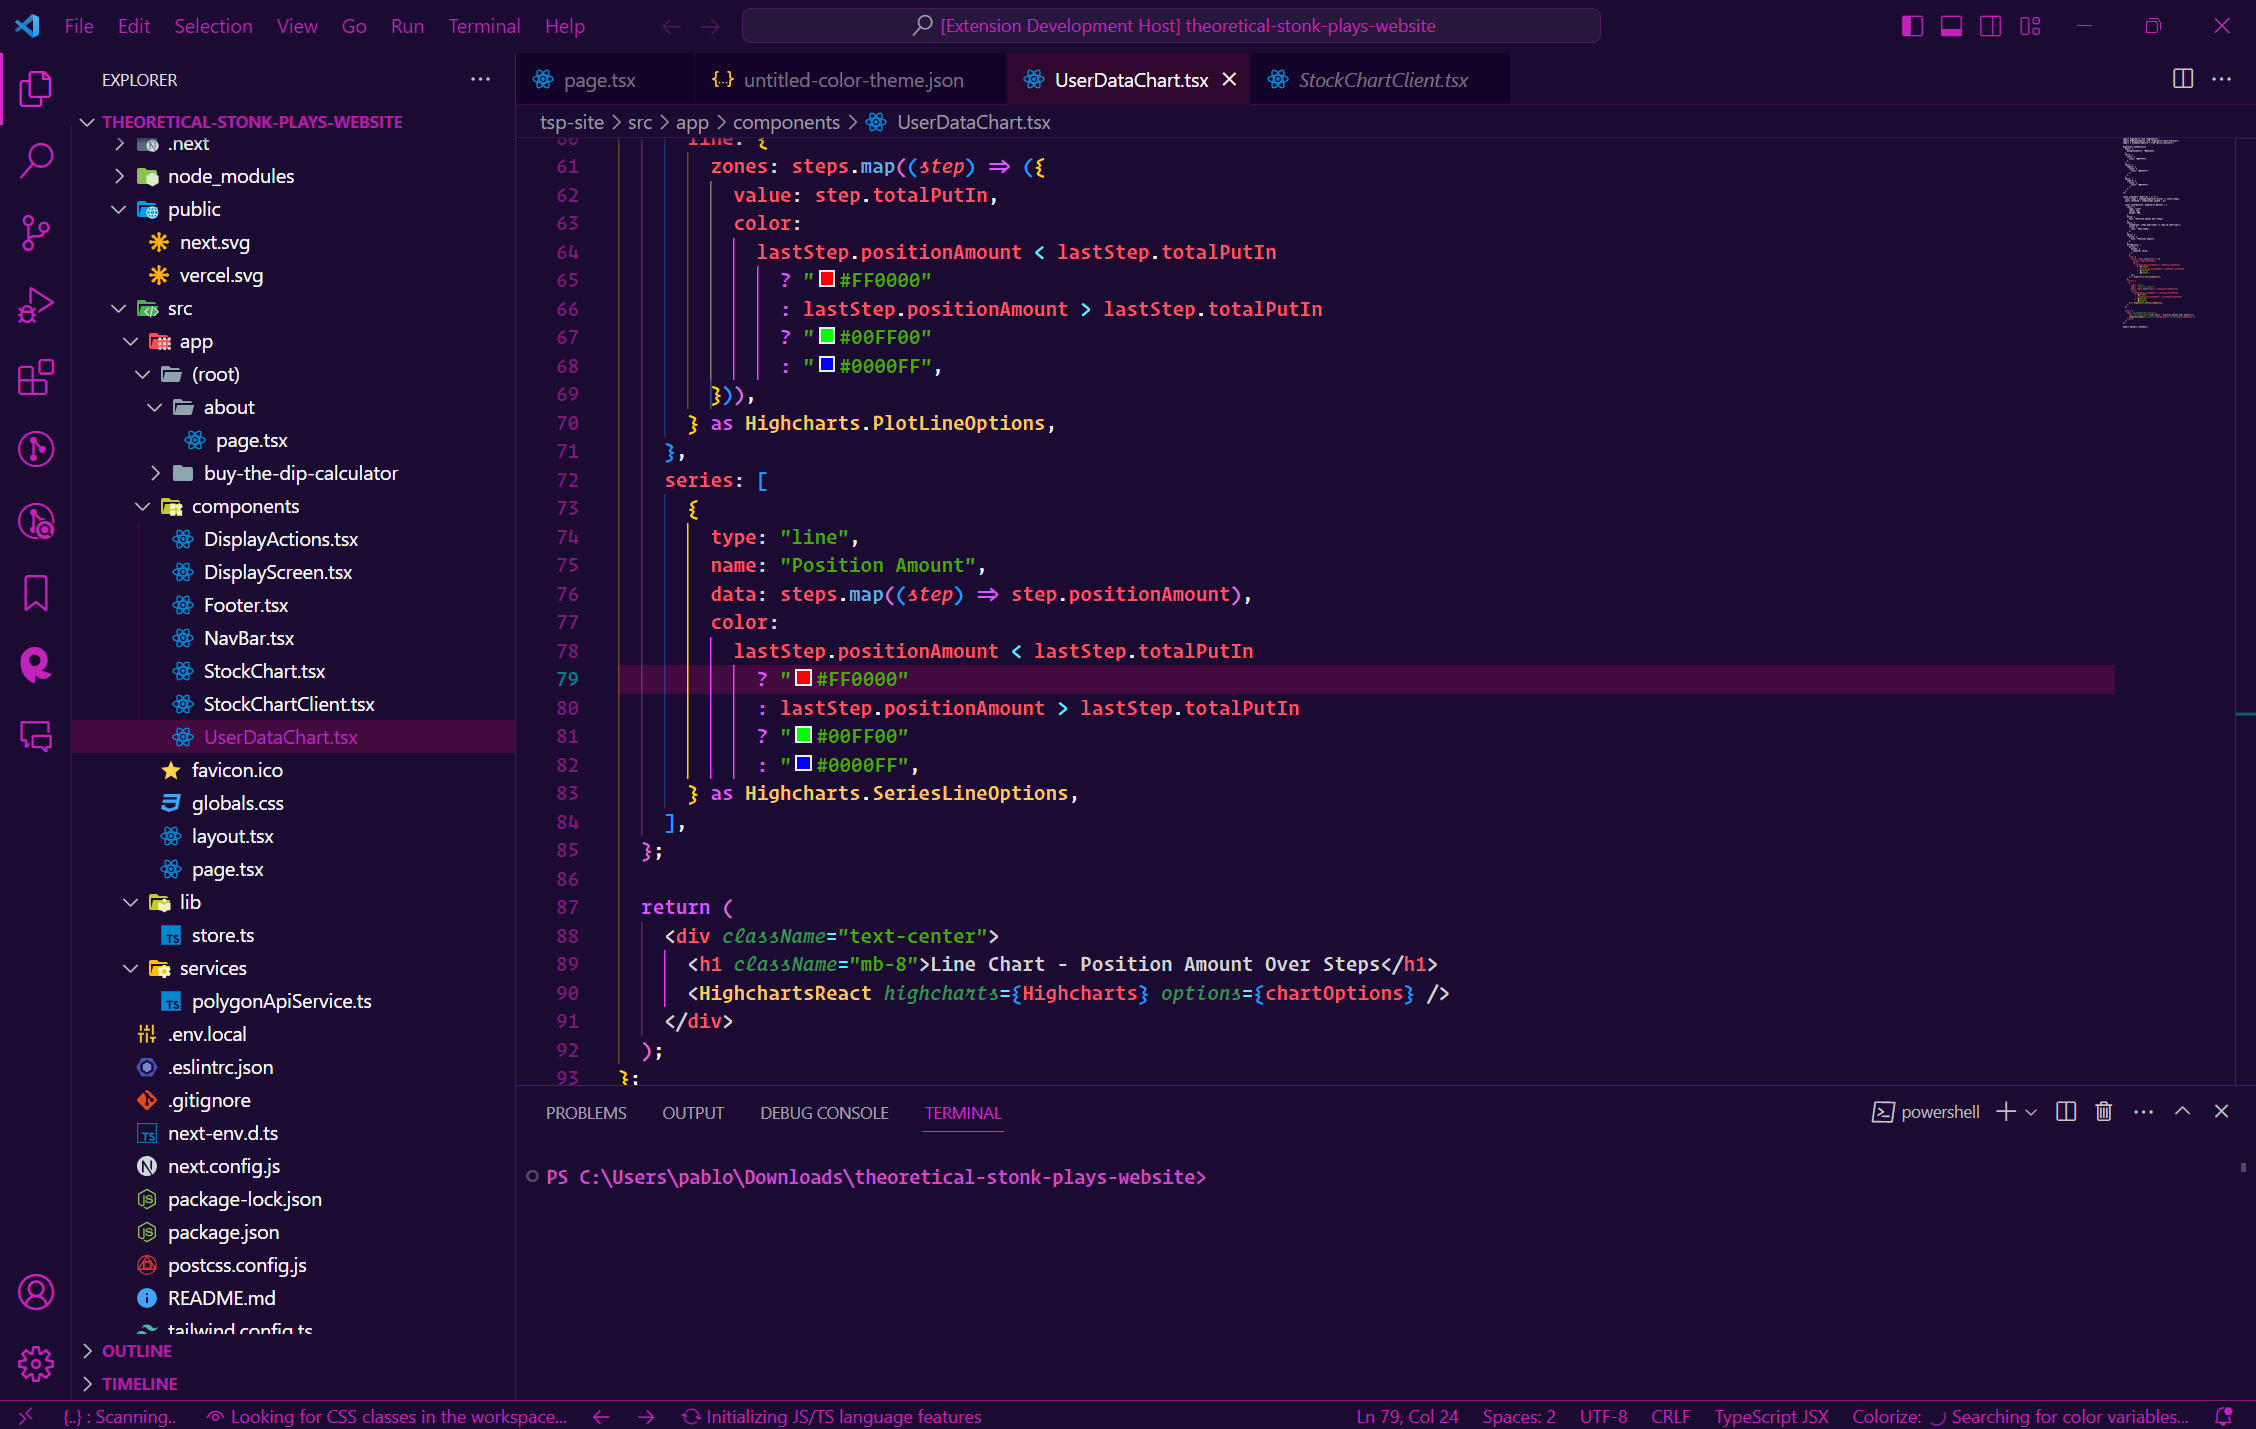 File Edit Selection View Go Run Terminal Help
[Extension Development Host] theoretical-stonk-plays-website
EXPLORER
THEORETICAL-STONK-PLAYS-WEBSITE
.next
node_modules
public
next.svg
vercel.svg
src
app
(root)
about
page.tsx
buy-the-dip-calculator
components
DisplayActions.tsx
DisplayScreen.tsx
Footer.tsx
NavBar.tsx
StockChart.tsx
StockChartClient.tsx
UserDataChart.tsx
favicon.ico
globals.css
layout.tsx
page.tsx
lib
store.ts
services
polygonApiService.ts
.env.local
.eslintrc.json
.gitignore
next-env.d.ts
next.config.js
package-lock.json
package.json
postcss.config.js
README.md
tailwind.config.ts
OUTLINE
TIMELINE
page.tsx
{..} untitled-color-theme.json
UserDataChart.tsx
StockChartClient.tsx
tsp-site > src > app > components > UserDataChart.tsx
60 line: {
61 zones: steps.map((step) => ({
62 value: step.totalPutIn,
63 color:
64 lastStep.positionAmount < lastStep.totalPutIn
65 ? "#FF0000"
66 : lastStep.positionAmount > lastStep.totalPutIn
67 ? "#00FF00"
68 : "#0000FF",
69 })),
70 } as Highcharts.PlotLineOptions,
71 },
72 series: [
73 {
74 type: "line",
75 name: "Position Amount",
76 data: steps.map((step) => step.positionAmount),
77 color:
78 lastStep.positionAmount < lastStep.totalPutIn
79 ? "#FF0000"
80 : lastStep.positionAmount > lastStep.totalPutIn
81 ? "#00FF00"
82 : "#0000FF",
83 } as Highcharts.SeriesLineOptions,
84 ],
85 };
86
87 return (
88 <div className="text-center">
89 <h1 className="mb-8">Line Chart - Position Amount Over Steps</h1>
90 <HighchartsReact highcharts={Highcharts} options={chartOptions} />
91 </div>
92 );
93 };
PROBLEMS OUTPUT DEBUG CONSOLE TERMINAL
powershell
PS C:\Users\pablo\Downloads\theoretical-stonk-plays-website>
{..} : Scanning.. Looking for CSS classes in the workspace... Initializing JS/TS language features
Ln 79, Col 24 Spaces: 2 UTF-8 CRLF TypeScript JSX Colorize: Searching for color variables...